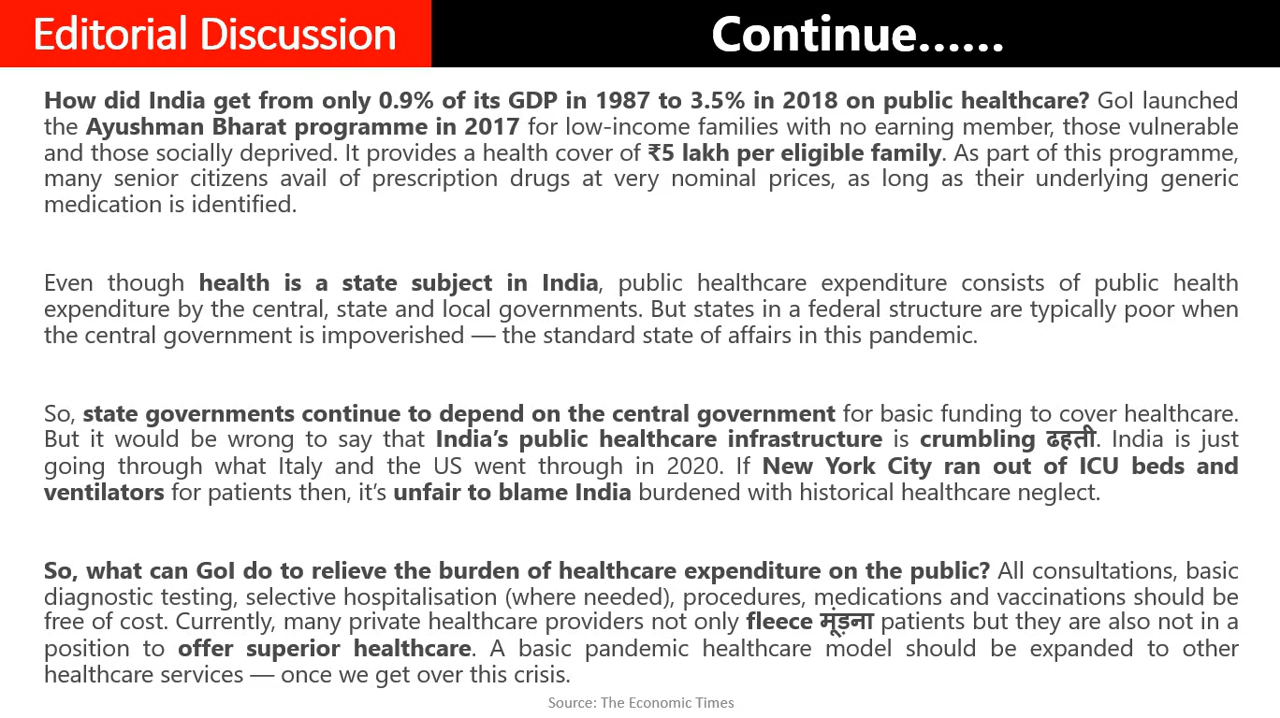 Editorial Discussion
Continue......
How did India get from only 0.9% of its GDP in 1987 to 3.5% in 2018 on public healthcare? GoI launched
the Ayushman Bharat programme in 2017 for low-income families with no earning member, those vulnerable
and those socially deprived. It provides a health cover of ₹5 lakh per eligible family. As part of this programme,
many senior citizens avail of prescription drugs at very nominal prices, as long as their underlying generic
medication is identified.
Even though health is a state subject in India, public healthcare expenditure consists of public health
expenditure by the central, state and local governments. But states in a federal structure are typically poor when
the central government is impoverished — the standard state of affairs in this pandemic.
So, state governments continue to depend on the central government for basic funding to cover healthcare.
But it would be wrong to say that India’s public healthcare infrastructure is crumbling ढहती. India is just
going through what Italy and the US went through in 2020. If New York City ran out of ICU beds and
ventilators for patients then, it’s unfair to blame India burdened with historical healthcare neglect.
So, what can GoI do to relieve the burden of healthcare expenditure on the public? All consultations, basic
diagnostic testing, selective hospitalisation (where needed), procedures, medications and vaccinations should be
free of cost. Currently, many private healthcare providers not only fleece मूंड़ना patients but they are also not in a
position to offer superior healthcare. A basic pandemic healthcare model should be expanded to other
healthcare services — once we get over this crisis.
Source: The Economic Times